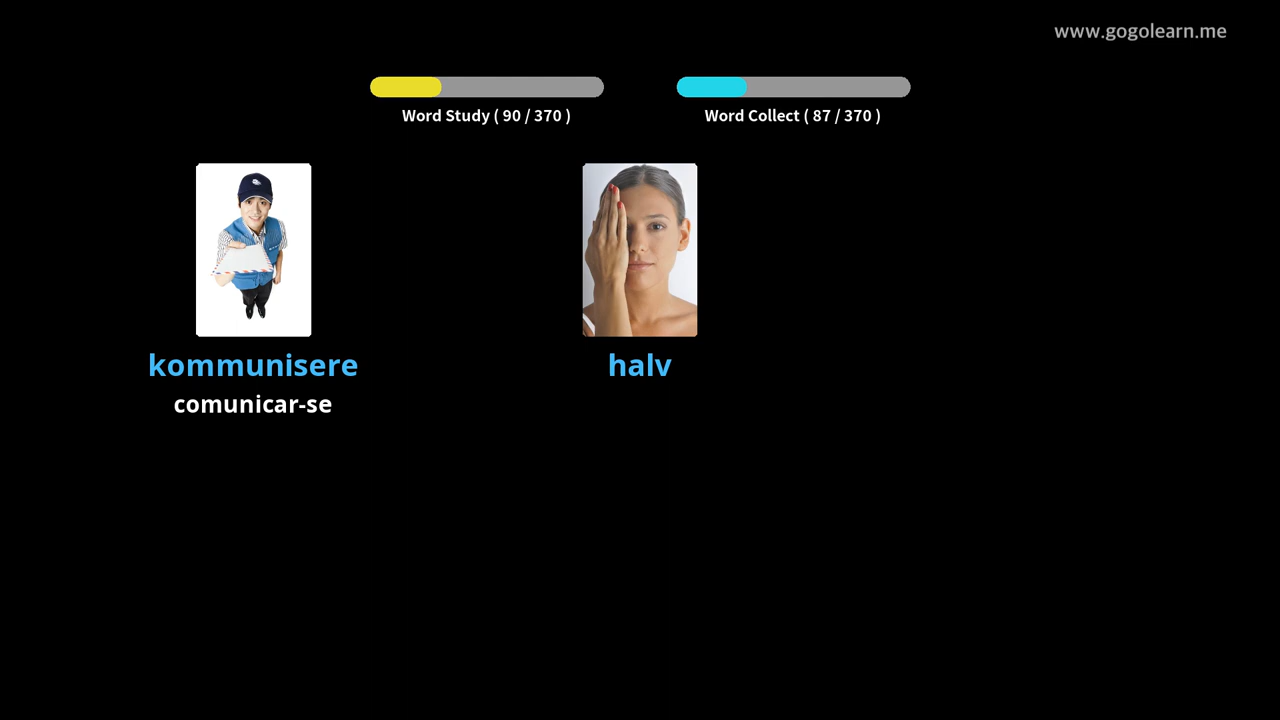 www.gogolearn.me
Word Study ( 90 / 370 )
Word Collect ( 87 / 370 )
kommunisere
comunicar-se
halv